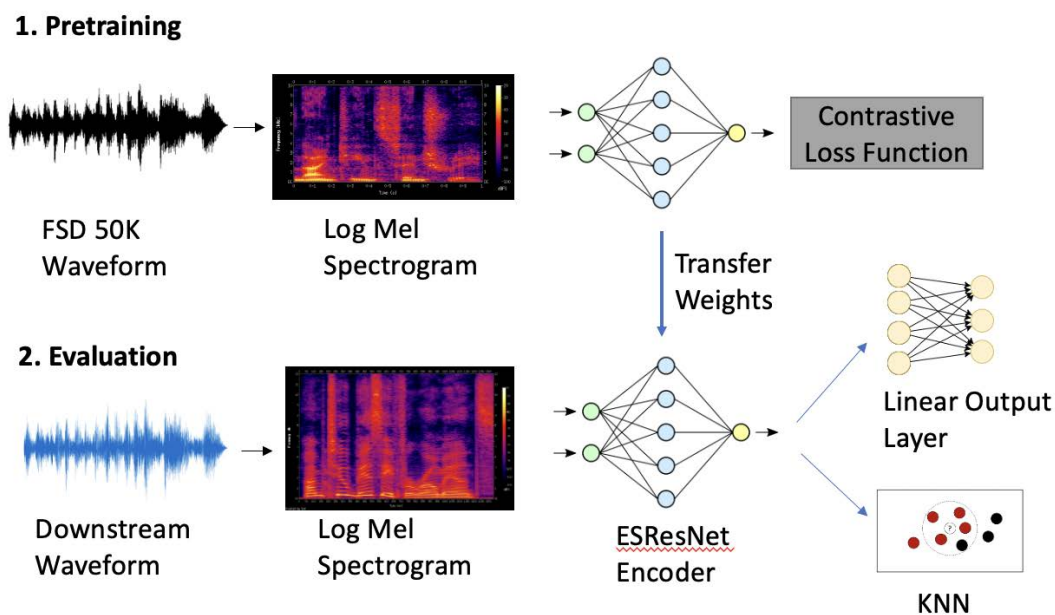 1. Pretraining
Contrastive
Loss Function
FSD 50K
Waveform
Log Mel
Spectrogram
Transfer
Weights
2. Evaluation
Linear Output
Layer
Downstream
Waveform
Log Mel
Spectrogram
ESResNet
Encoder
?
KNN